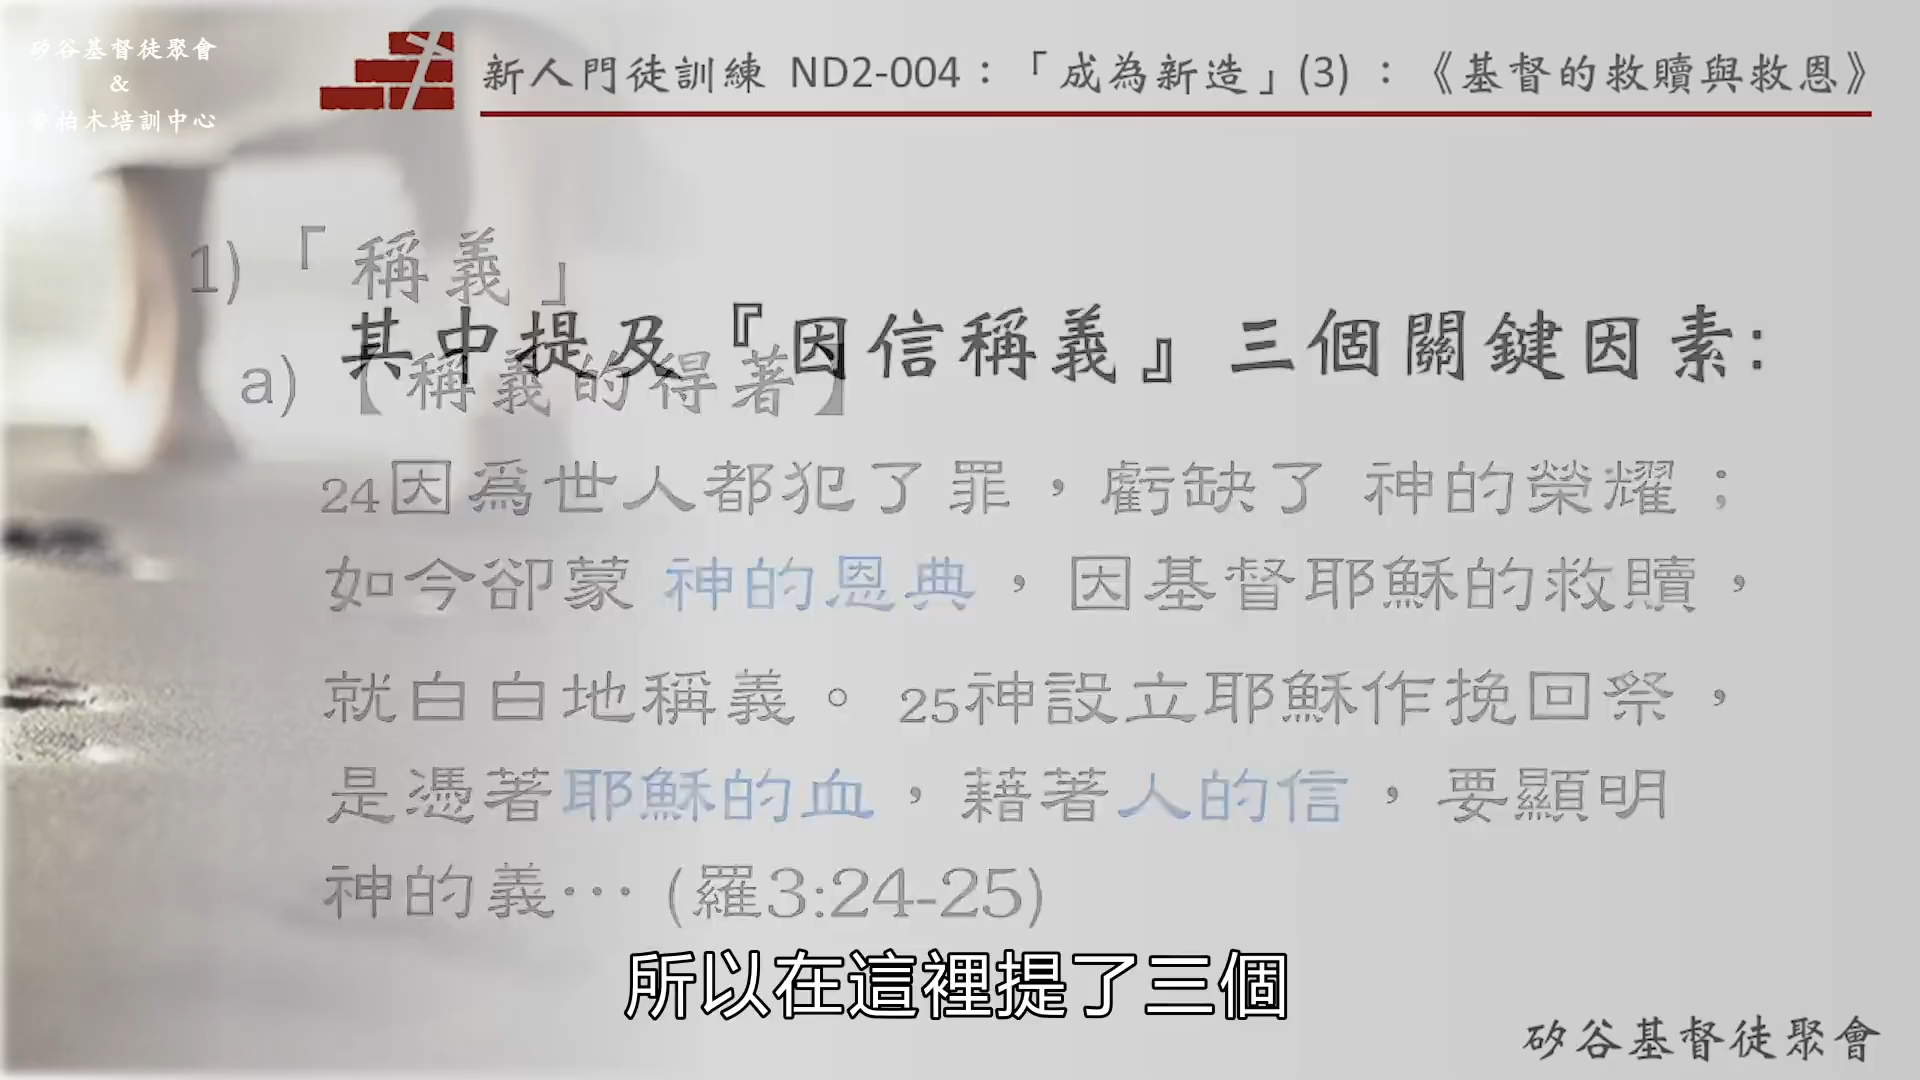 矽谷基督徒聚會
&
柏木培訓中心
新人門徒訓練 ND2-004：「成為新造」(3)：《基督的救贖與救恩》
1)「稱義」
其中提及『因信稱義』三個關鍵因素:
a)【稱義的得著】
24因為世人都犯了罪，虧缺了 神的榮耀；
如今卻蒙 神的恩典，因基督耶穌的救贖，
就白白地稱義。 25神設立耶穌作挽回祭，
是憑著耶穌的血，藉著人的信，要顯明
神的義… (羅3:24-25)
所以在這裡提了三個
矽谷基督徒聚會